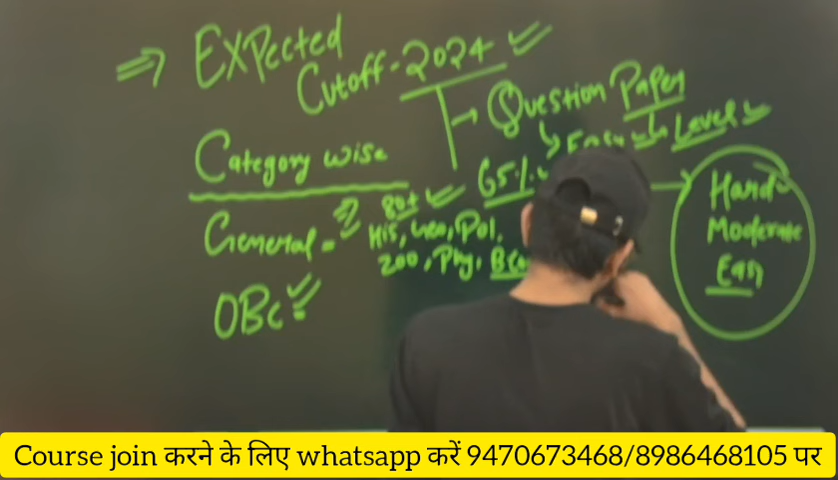 ⇒ Expected
Cutoff - 2024 ✓
Question Paper
Level
Category wise
65%
Hard
Moderate
Easy
General = 80+
His, Geo, Pol,
Zoo, Phy,
OBC
Course join करने के लिए whatsapp करें 9470673468/8986468105 पर